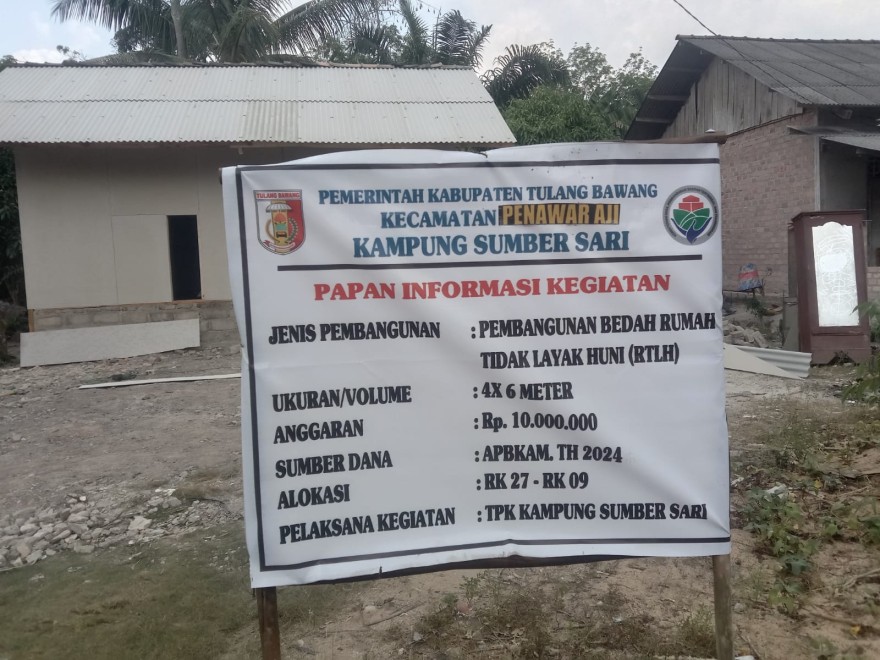 TULANG BAWANG
PEMERINTAH KABUPATEN TULANG BAWANG
KECAMATAN PENAWAR AJI
KAMPUNG SUMBER SARI
PAPAN INFORMASI KEGIATAN
JENIS PEMBANGUNAN : PEMBANGUNAN BEDAH RUMAH
TIDAK LAYAK HUNI (RTLH)
UKURAN/VOLUME : 4X 6 METER
ANGGARAN : Rp. 10.000.000
SUMBER DANA : APBKAM. TH 2024
ALOKASI : RK 27 - RK 09
PELAKSANA KEGIATAN : TPK KAMPUNG SUMBER SARI